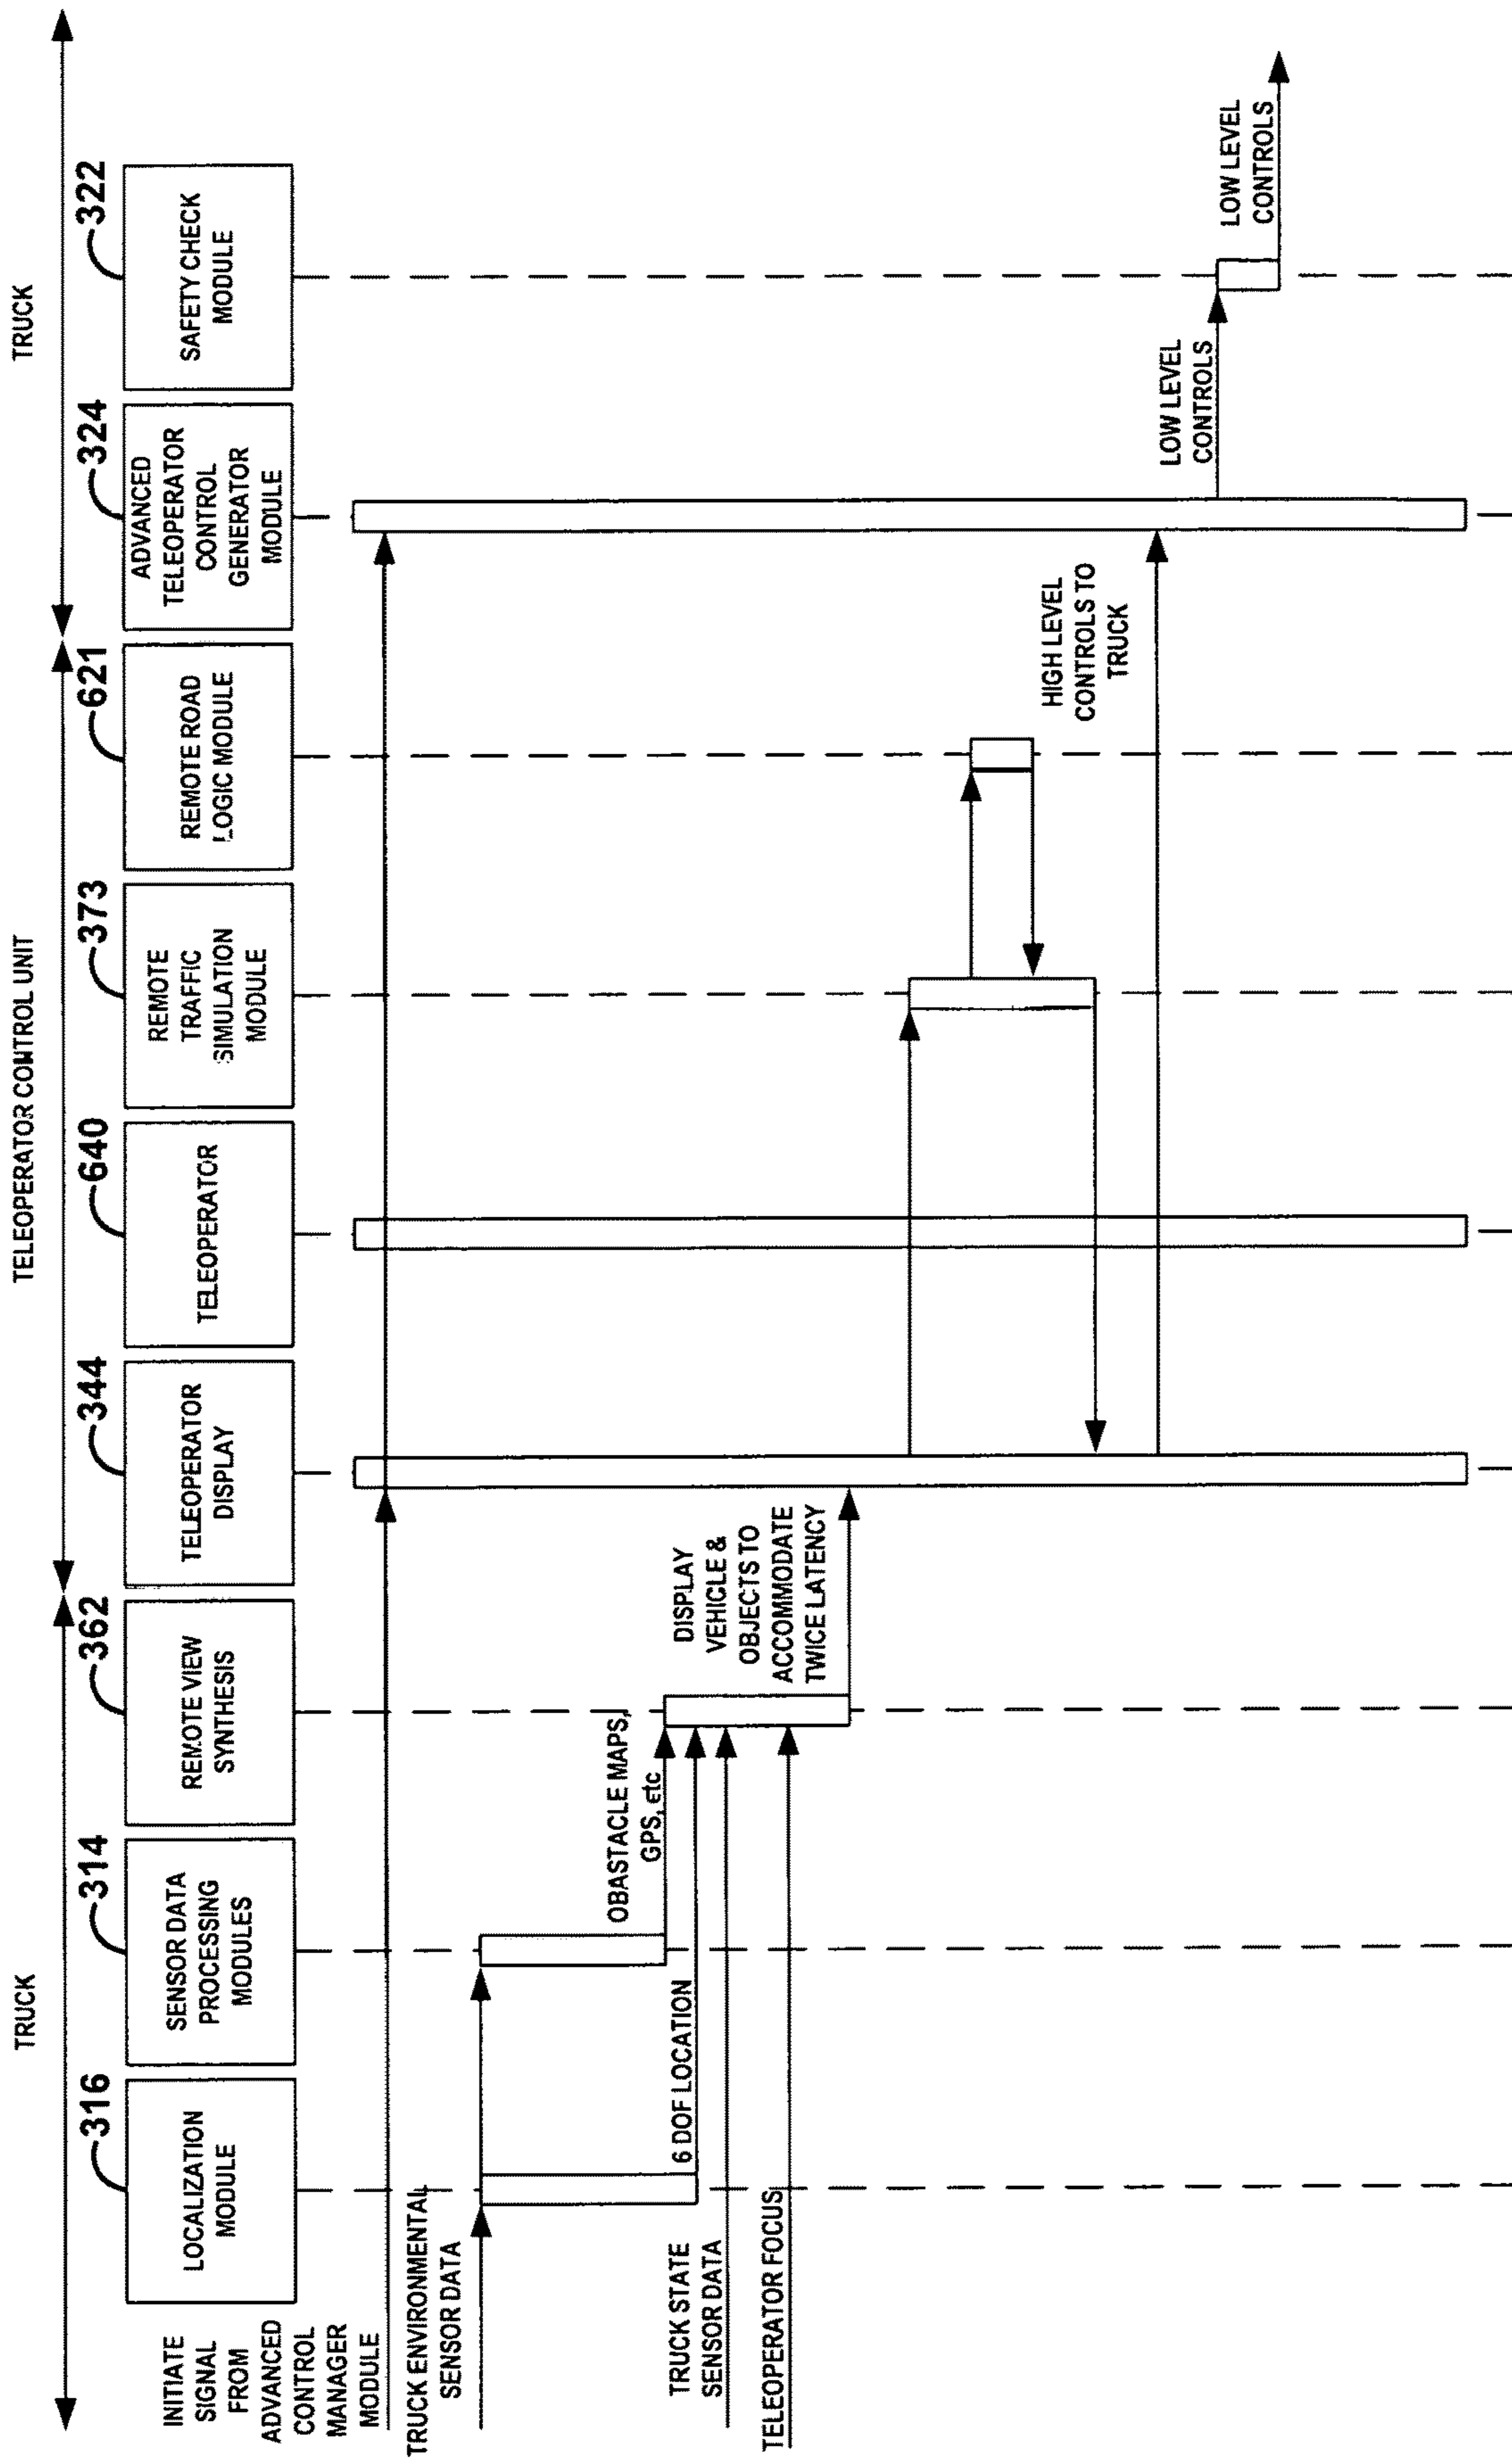 TRUCK
TELEOPERATOR CONTROL UNIT
TRUCK
316
314
362
344
640
373
621
324
322
LOCALIZATION
MODULE
SENSOR DATA
PROCESSING
MODULES
REMOTE VIEW
SYNTHESIS
TELEOPERATOR
DISPLAY
TELEOPERATOR
REMOTE
TRAFFIC
SIMULATION
MODULE
REMOTE ROAD
LOGIC MODULE
ADVANCED
TELEOPERATOR
CONTROL
GENERATOR
MODULE
SAFETY CHECK
MODULE
INITIATE
SIGNAL
FROM
ADVANCED
CONTROL
MANAGER
MODULE
TRUCK ENVIRONMENTAL
SENSOR DATA
OBASTACLE MAPS,
GPS, etc
6 DOF LOCATION
TRUCK STATE
SENSOR DATA
TELEOPERATOR FOCUS
DISPLAY
VEHICLE &
OBJECTS TO
ACCOMMODATE
TWICE LATENCY
HIGH LEVEL
CONTROLS TO
TRUCK
LOW LEVEL
CONTROLS
LOW LEVEL
CONTROLS